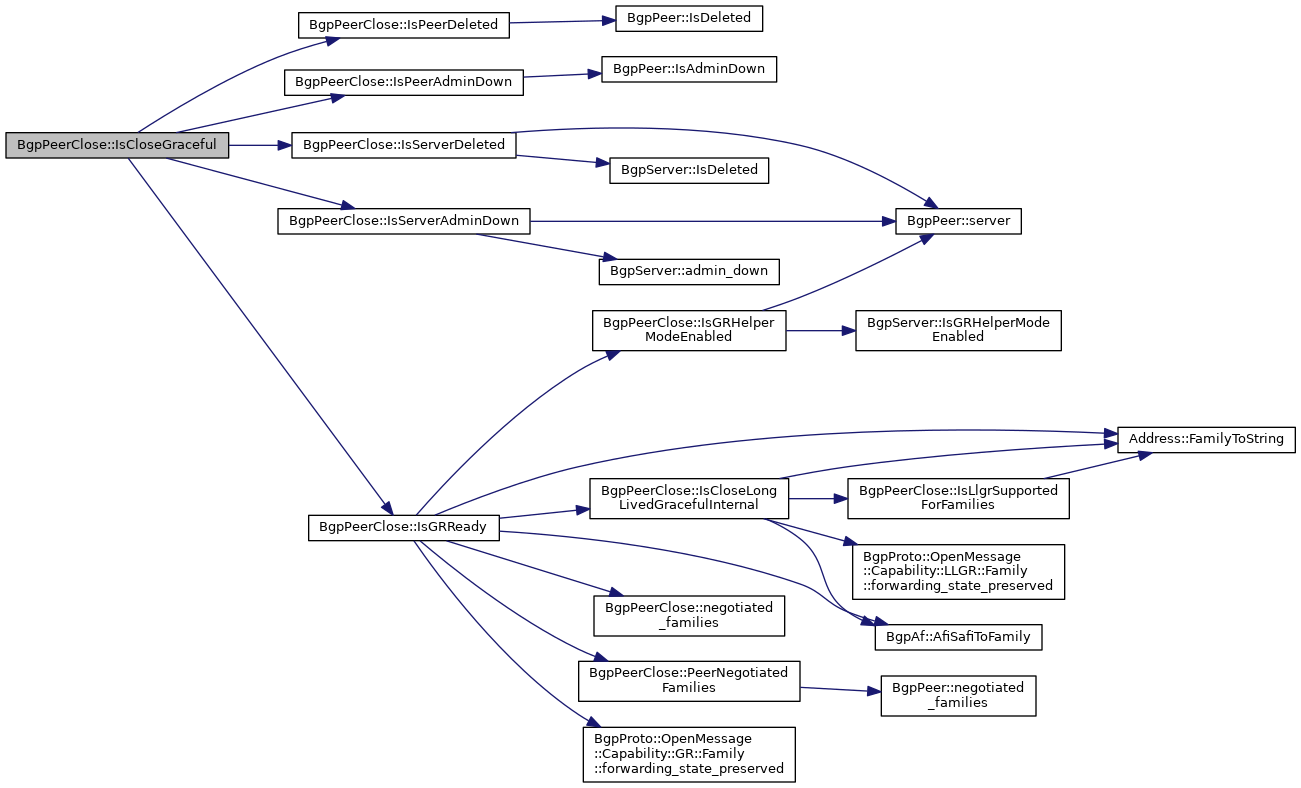 BgpPeerClose::IsCloseGraceful
BgpPeerClose::IsPeerDeleted
BgpPeer::IsDeleted
BgpPeerClose::IsPeerAdminDown
BgpPeer::IsAdminDown
BgpPeerClose::IsServerDeleted
BgpServer::IsDeleted
BgpPeerClose::IsServerAdminDown
BgpPeer::server
BgpServer::admin_down
BgpPeerClose::IsGRHelper
ModeEnabled
BgpServer::IsGRHelperMode
Enabled
Address::FamilyToString
BgpPeerClose::IsCloseLong
LivedGracefulInternal
BgpPeerClose::IsLlgrSupported
ForFamilies
BgpPeerClose::IsGRReady
BgpProto::OpenMessage
::Capability::LLGR::Family
::forwarding_state_preserved
BgpPeerClose::negotiated
_families
BgpAf::AfiSafiToFamily
BgpPeerClose::PeerNegotiated
Families
BgpPeer::negotiated
_families
BgpProto::OpenMessage
::Capability::GR::Family
::forwarding_state_preserved